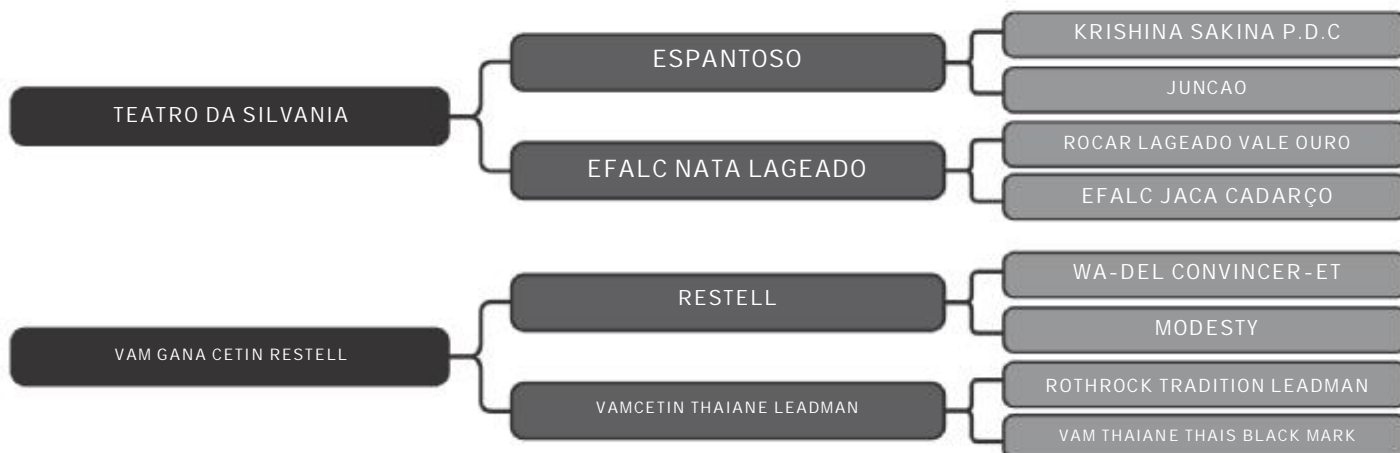 TEATRO DA SILVANIA
ESPANTOSO
KRISHINA SAKINA P.D.C
JUNCAO
EFALC NATA LAGEADO
ROCAR LAGEADO VALE OURO
EFALC JACA CADARÇO
VAM GANA CETIN RESTELL
RESTELL
WA-DEL CONVINCER-ET
MODESTY
VAMCETIN THAIANE LEADMAN
ROTHROCK TRADITION LEADMAN
VAM THAIANE THAIS BLACK MARK